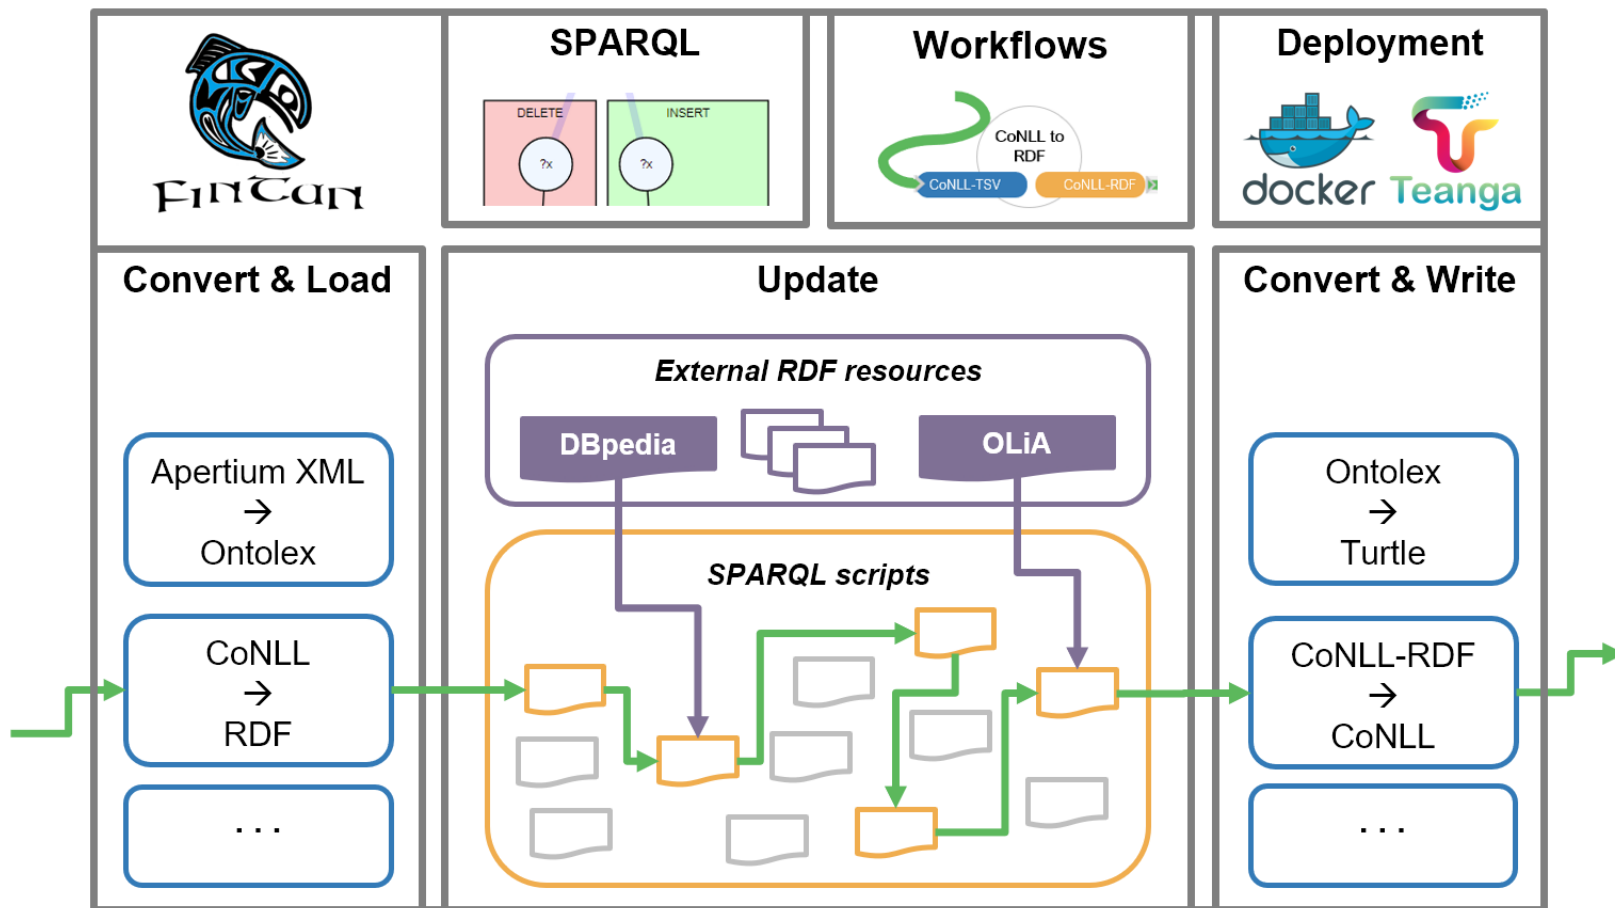 FinTan
SPARQL
DELETE
INSERT
?x
?x
Workflows
CoNLL to
RDF
CoNLL-TSV
CoNLL-RDF
Deployment
docker
Teanga
Convert & Load
Apertium XML
→
Ontolex
CoNLL
→
RDF
...
Update
External RDF resources
DBpedia
OLiA
SPARQL scripts
Convert & Write
Ontolex
→
Turtle
CoNLL-RDF
→
CoNLL
...